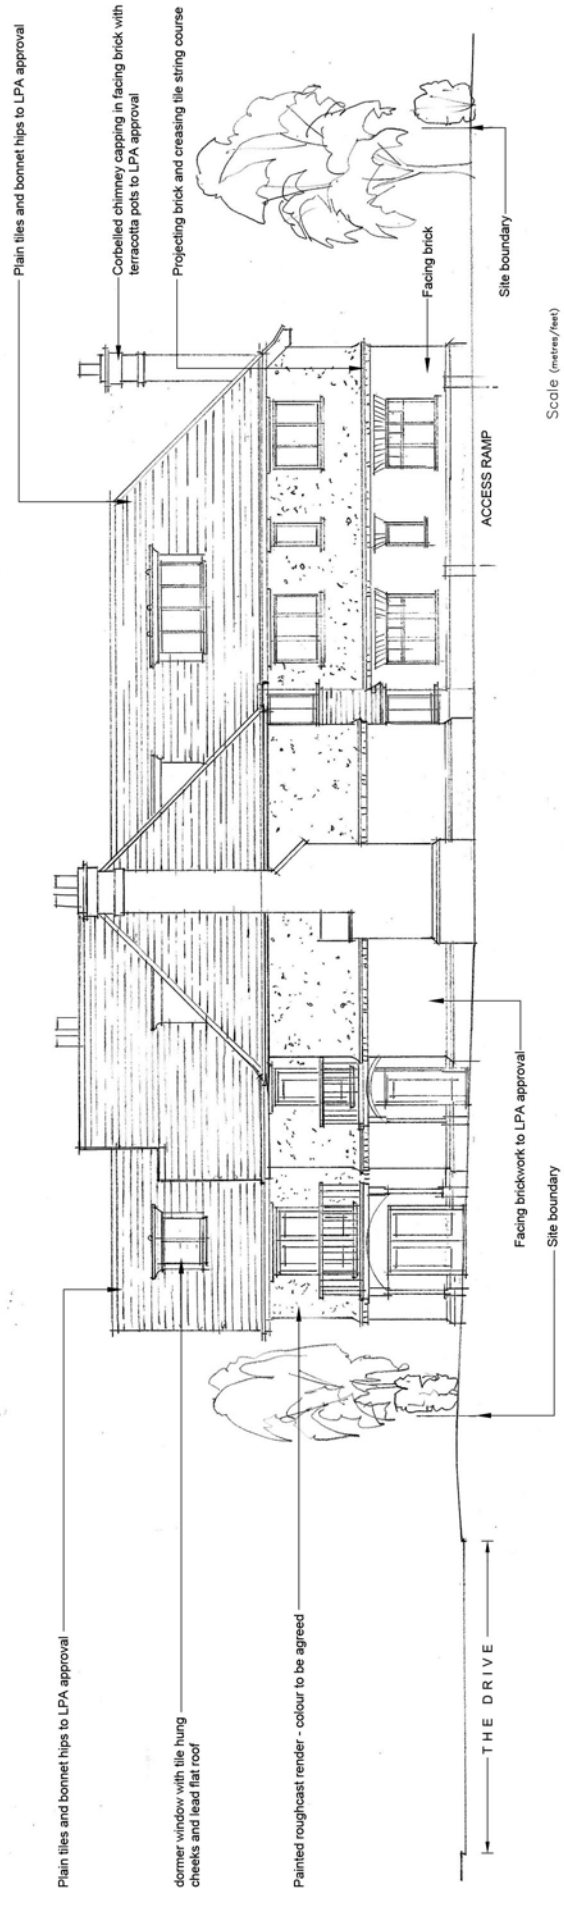 Plain tiles and bonnet hips to LPA approval
dormer window with tile hung
cheeks and lead flat roof
Painted roughcast render - colour to be agreed
THE DRIVE
Plain tiles and bonnet hips to LPA approval
Corbelled chimney capping in facing brick with
terracotta pots to LPA approval
Projecting brick and creasing tile string course
Facing brick
Site boundary
ACCESS RAMP
Facing brickwork to LPA approval
Site boundary
Scale (metres/feet)